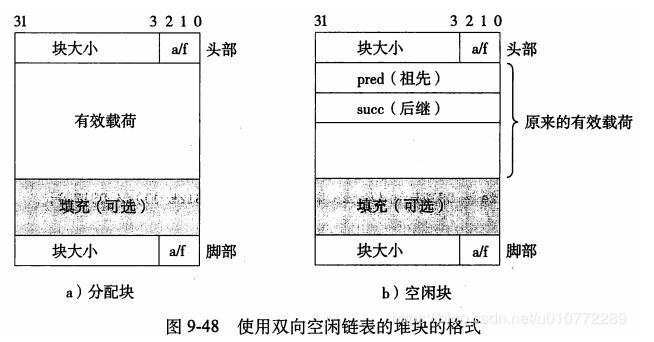 31 3 2 1 0
块大小 a/f 头部
有效载荷
填充（可选）
块大小 a/f 脚部
a）分配块
31 3 2 1 0
块大小 a/f 头部
pred（祖先）
succ（后继）
原来的有效载荷
填充（可选）
块大小 a/f 脚部
b）空闲块
图 9-48 使用双向空闲链表的堆块的格式
https://blog.csdn.net/u010772289